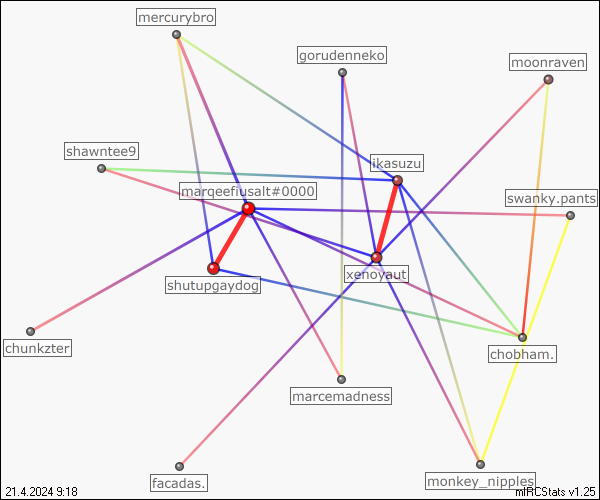 mercurybro
gorudenneko
moonraven
shawntee9
ikasuzu
marqeefiusalt#0000
swanky.pants
xenoyaut
shutupgaydog
chunkzter
chobham.
marcemadness
facadas.
monkey_nipples
21.4.2024 9:18
mIRCStats v1.25